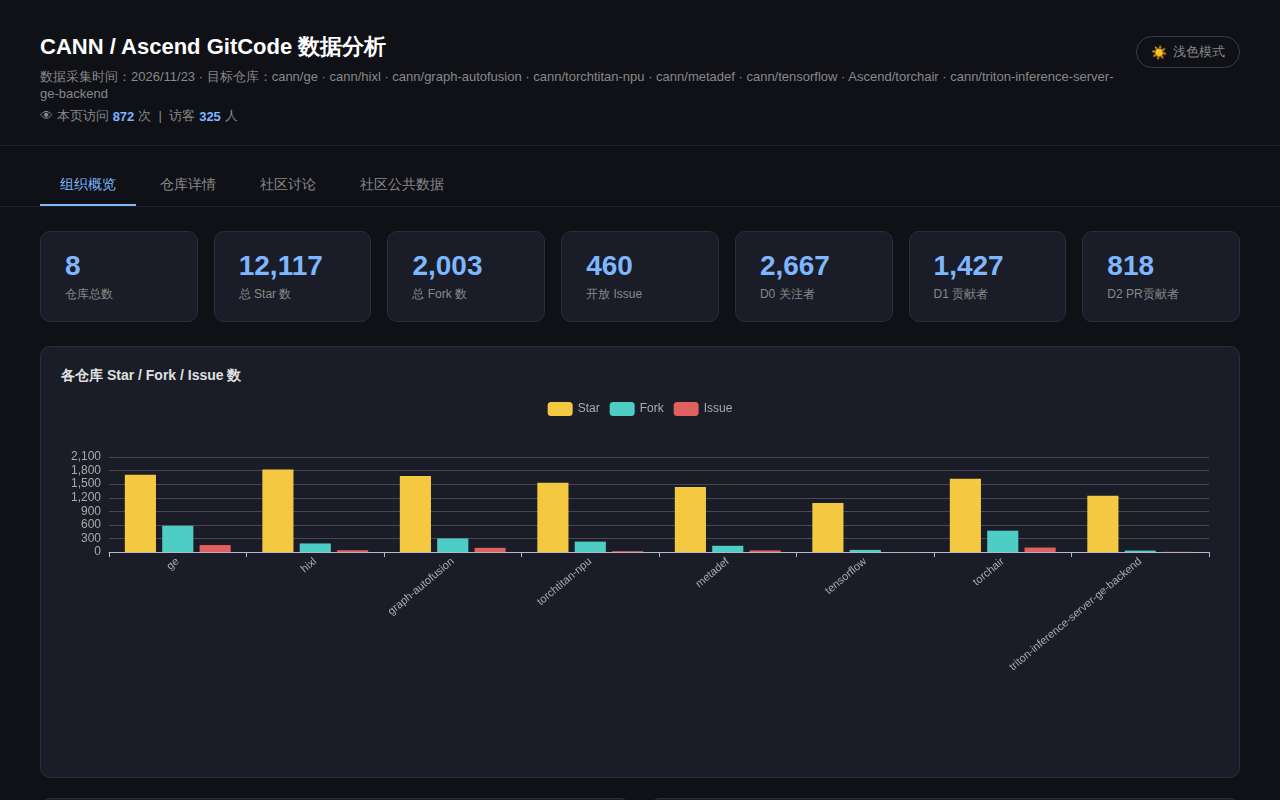 CANN / Ascend GitCode 数据分析
☀️ 浅色模式
数据采集时间：2026/11/23 · 目标仓库：cann/ge · cann/hixl · cann/graph-autofusion · cann/torchtitan-npu · cann/metadef · cann/tensorflow · Ascend/torchair · cann/triton-inference-server-
ge-backend
👁 本页访问 872 次 | 访客 325 人
组织概览 仓库详情 社区讨论 社区公共数据
8
仓库总数
12,117
总 Star 数
2,003
总 Fork 数
460
开放 Issue
2,667
D0 关注者
1,427
D1 贡献者
818
D2 PR贡献者
各仓库 Star / Fork / Issue 数
Star Fork Issue
2,100
1,800
1,500
1,200
900
600
300
0
ge
hixl
graph-autofusion
torchtitan-npu
metadef
tensorflow
torchair
triton-inference-server-ge-backend